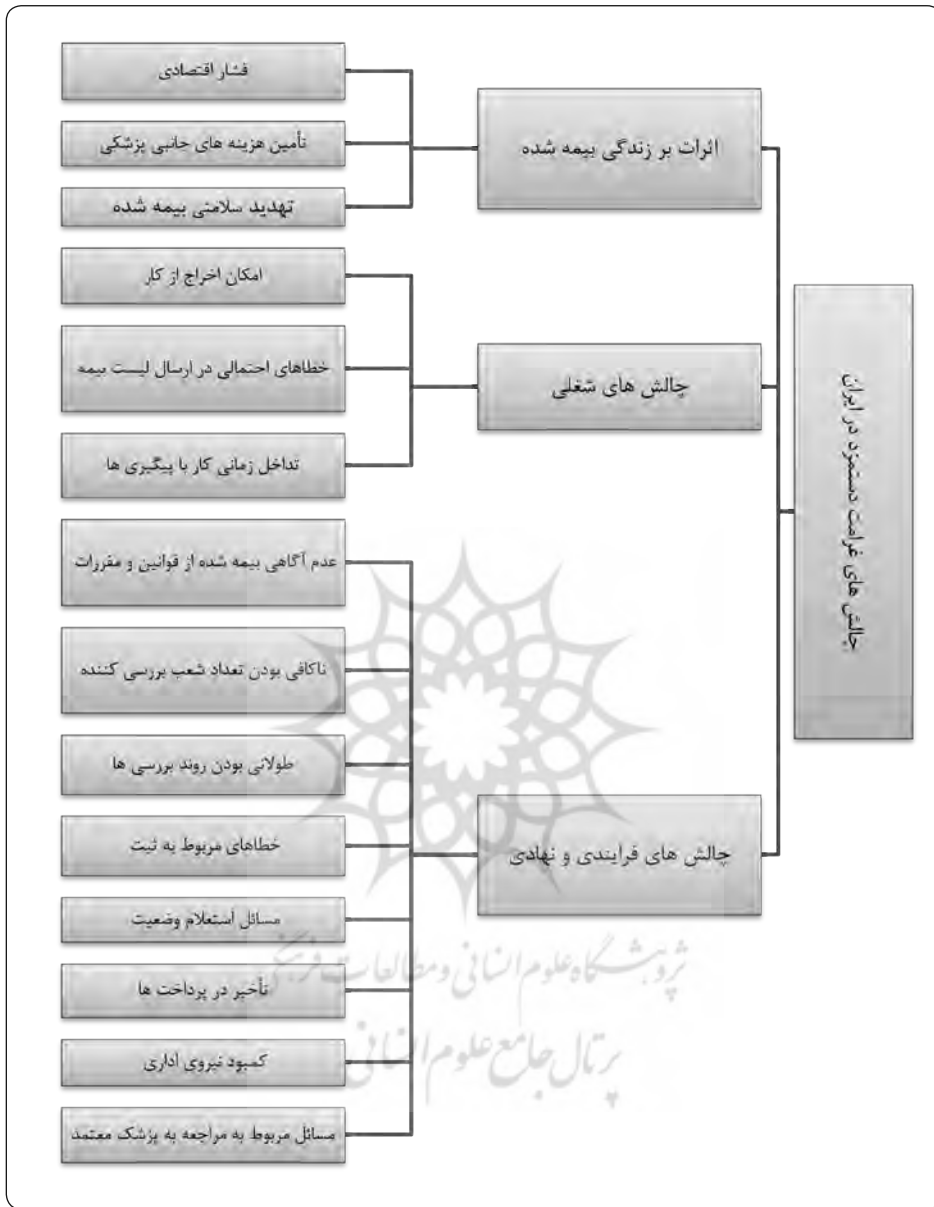 چالش های غرامت دستمزد در ایران
اثرات بر زندگی بیمه شده
فشار اقتصادی
تأمین هزینه های جانبی پزشکی
تهدید سلامتی بیمه شده
چالش های شغلی
امکان اخراج از کار
خطاهای احتمالی در ارسال لیست بیمه
تداخل زمانی کار با پیگیری ها
چالش های فرایندی و نهادی
عدم آگاهی بیمه شده از قوانین و مقررات
ناکافی بودن تعداد شعب بررسی کننده
طولانی بودن روند بررسی ها
خطاهای مربوط به ثبت
مسائل استعلام وضعیت
تأخیر در پرداخت ها
کمبود نیروی اداری
مسائل مربوط به مراجعه به پزشک معتمد
پژوهشگاه علوم انسانی و مطالعات فرهنگی
پرتال جامع علوم انسانی